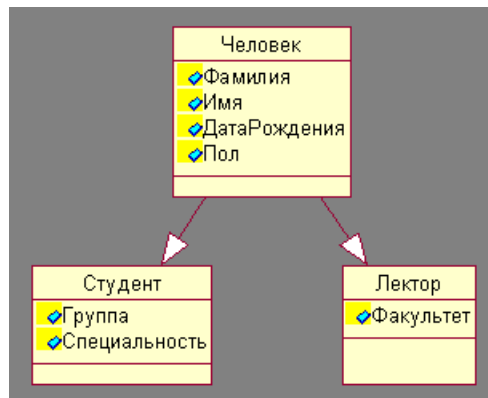 Человек
Фамилия
Имя
ДатаРождения
Пол
Студент
Группа
Специальность
Лектор
Факультет